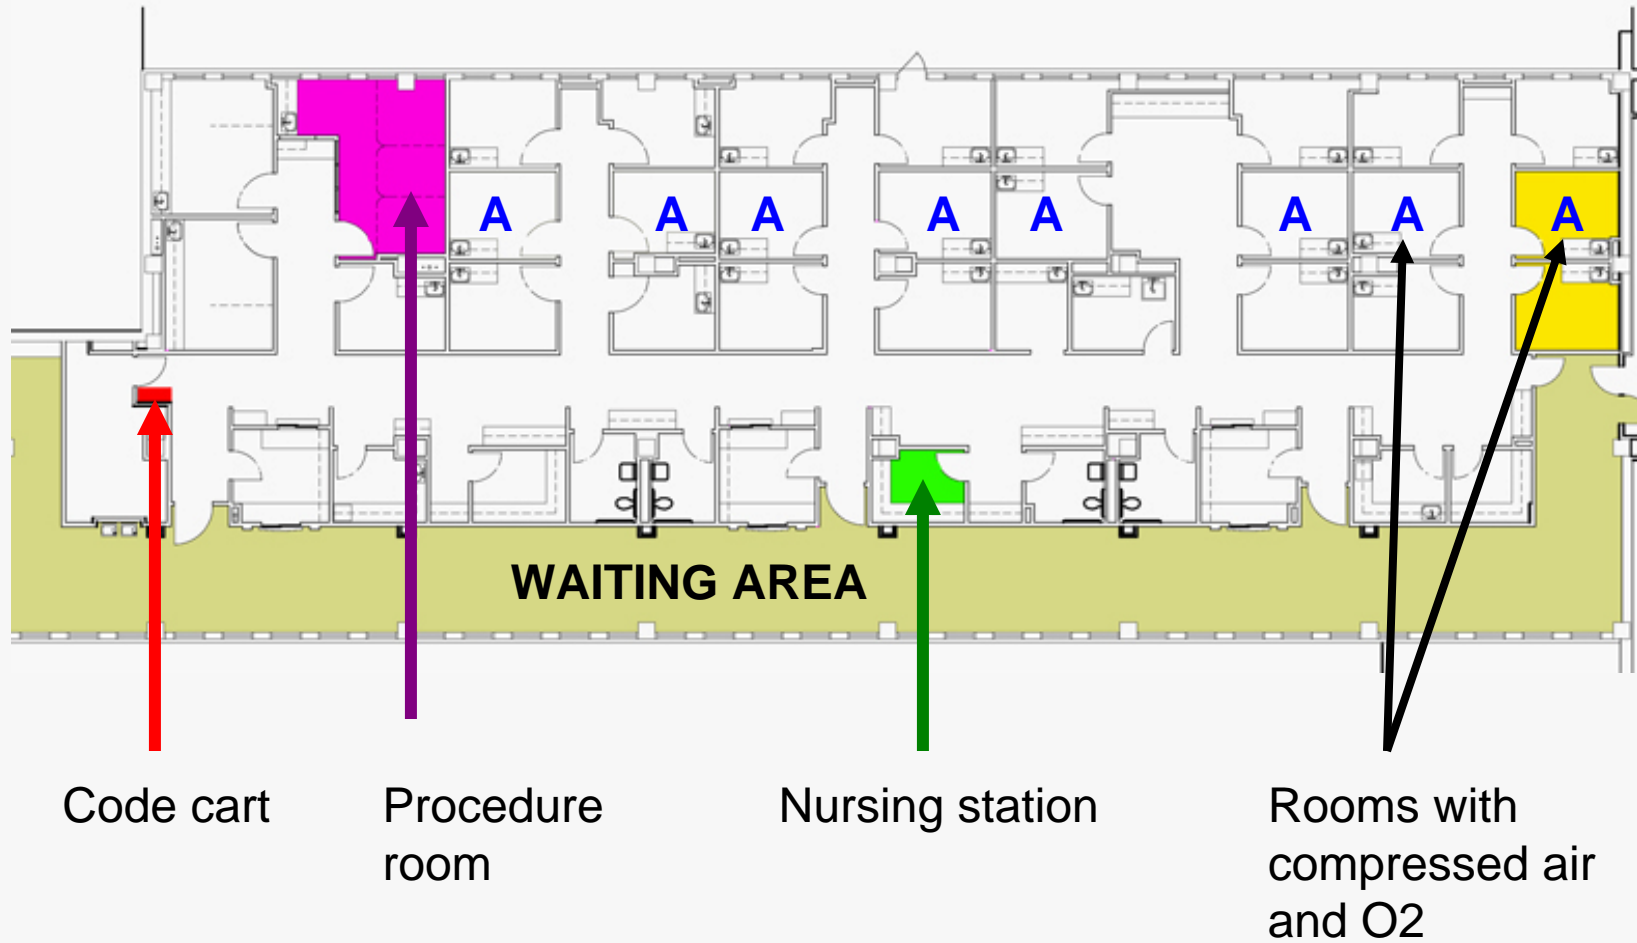 A A A A A A A A
WAITING AREA
Code cart
Procedure
room
Nursing station
Rooms with
compressed air
and O2